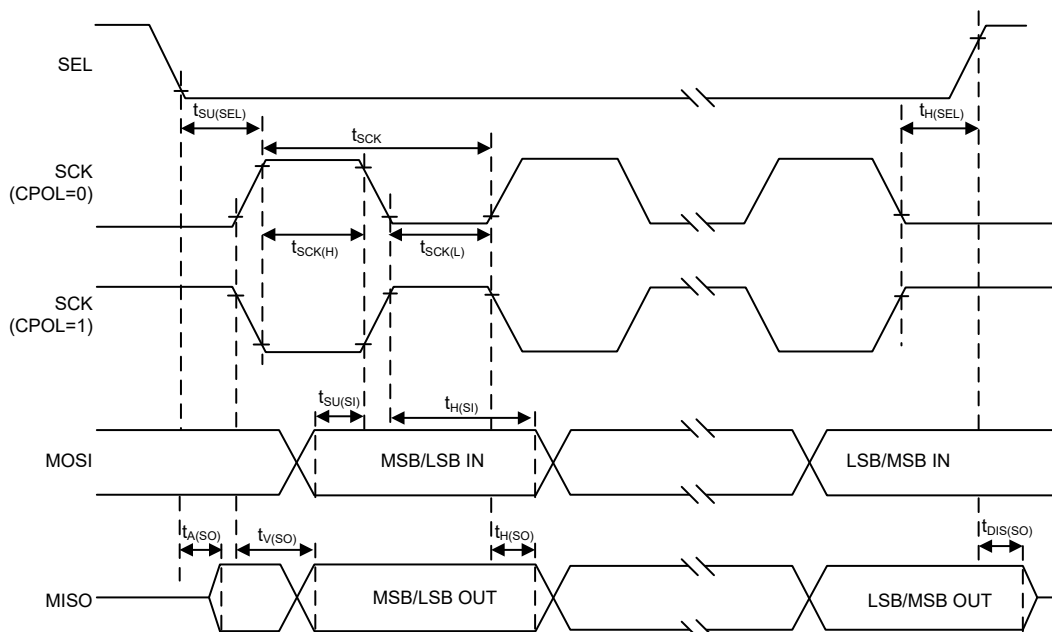 SEL
tSU(SEL)
tH(SEL)
tSCK
SCK
(CPOL=0)
tSCK(H)
tSCK(L)
SCK
(CPOL=1)
tSU(SI)
tH(SI)
MOSI
MSB/LSB IN
LSB/MSB IN
tA(SO)
tV(SO)
tH(SO)
tDIS(SO)
MISO
MSB/LSB OUT
LSB/MSB OUT